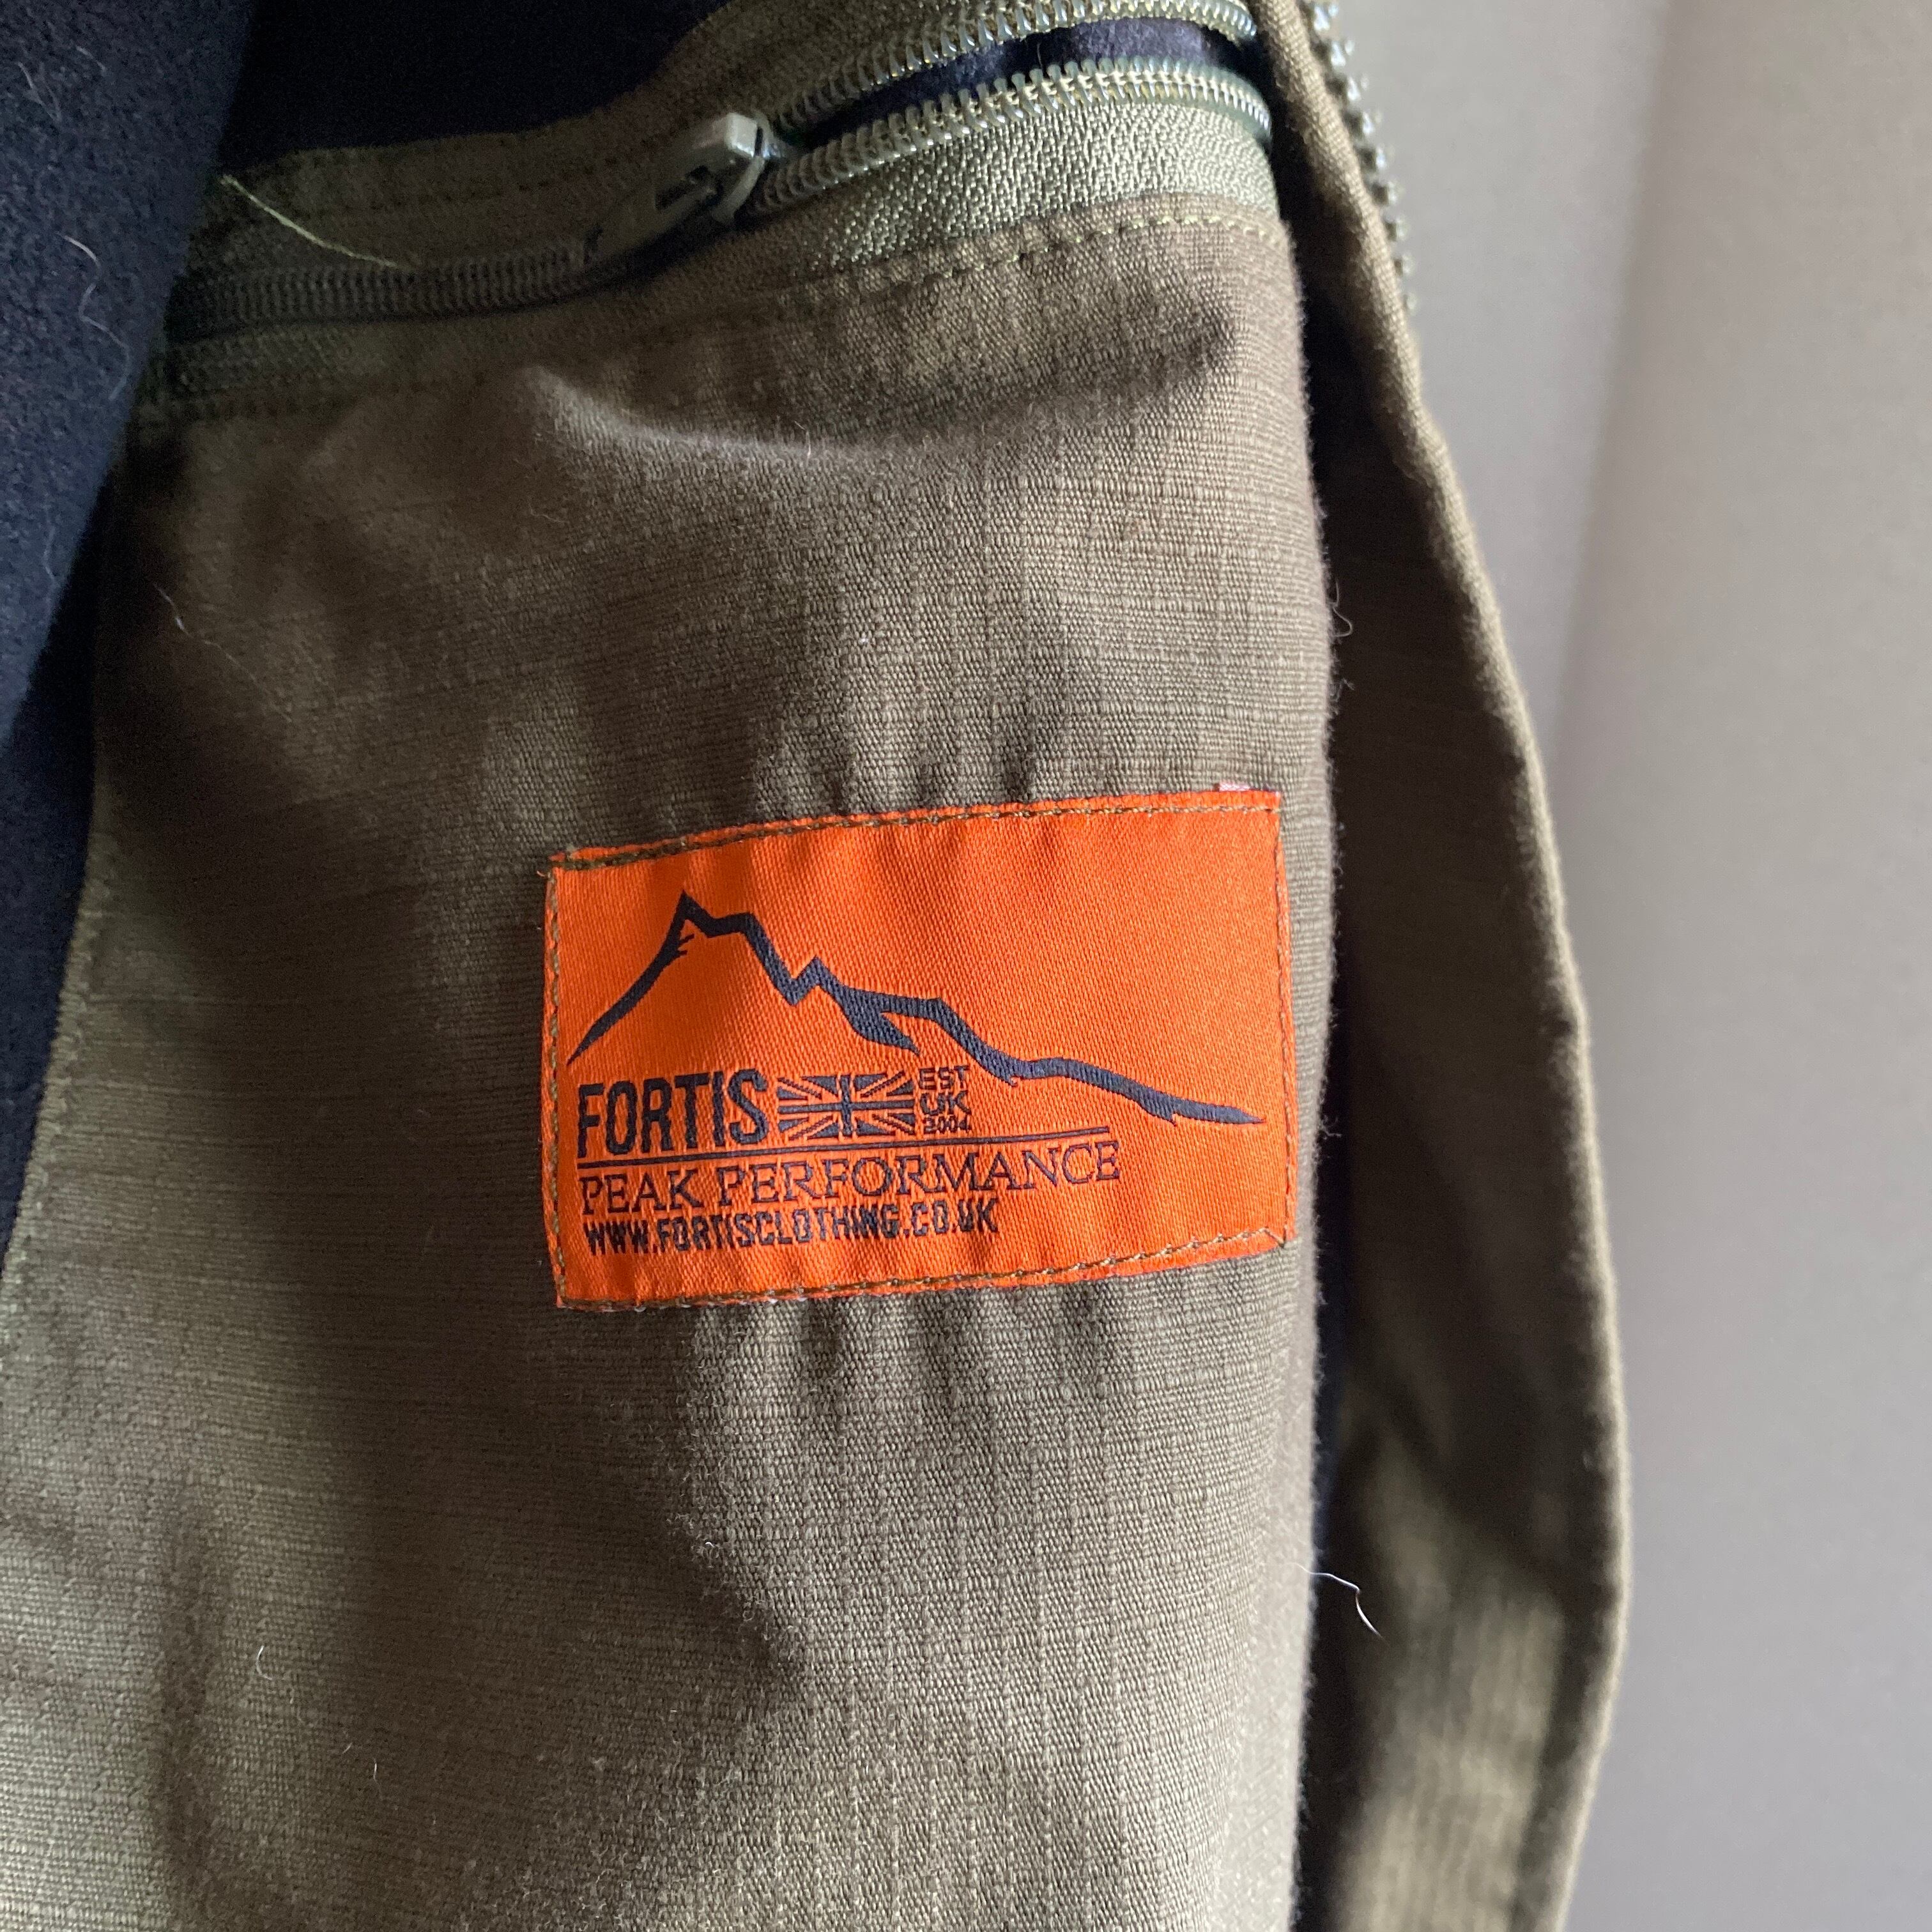 FORTIS EST
UK
2004
PEAK PERFORMANCE
WWW.FORTISCLOTHING.CO.UK